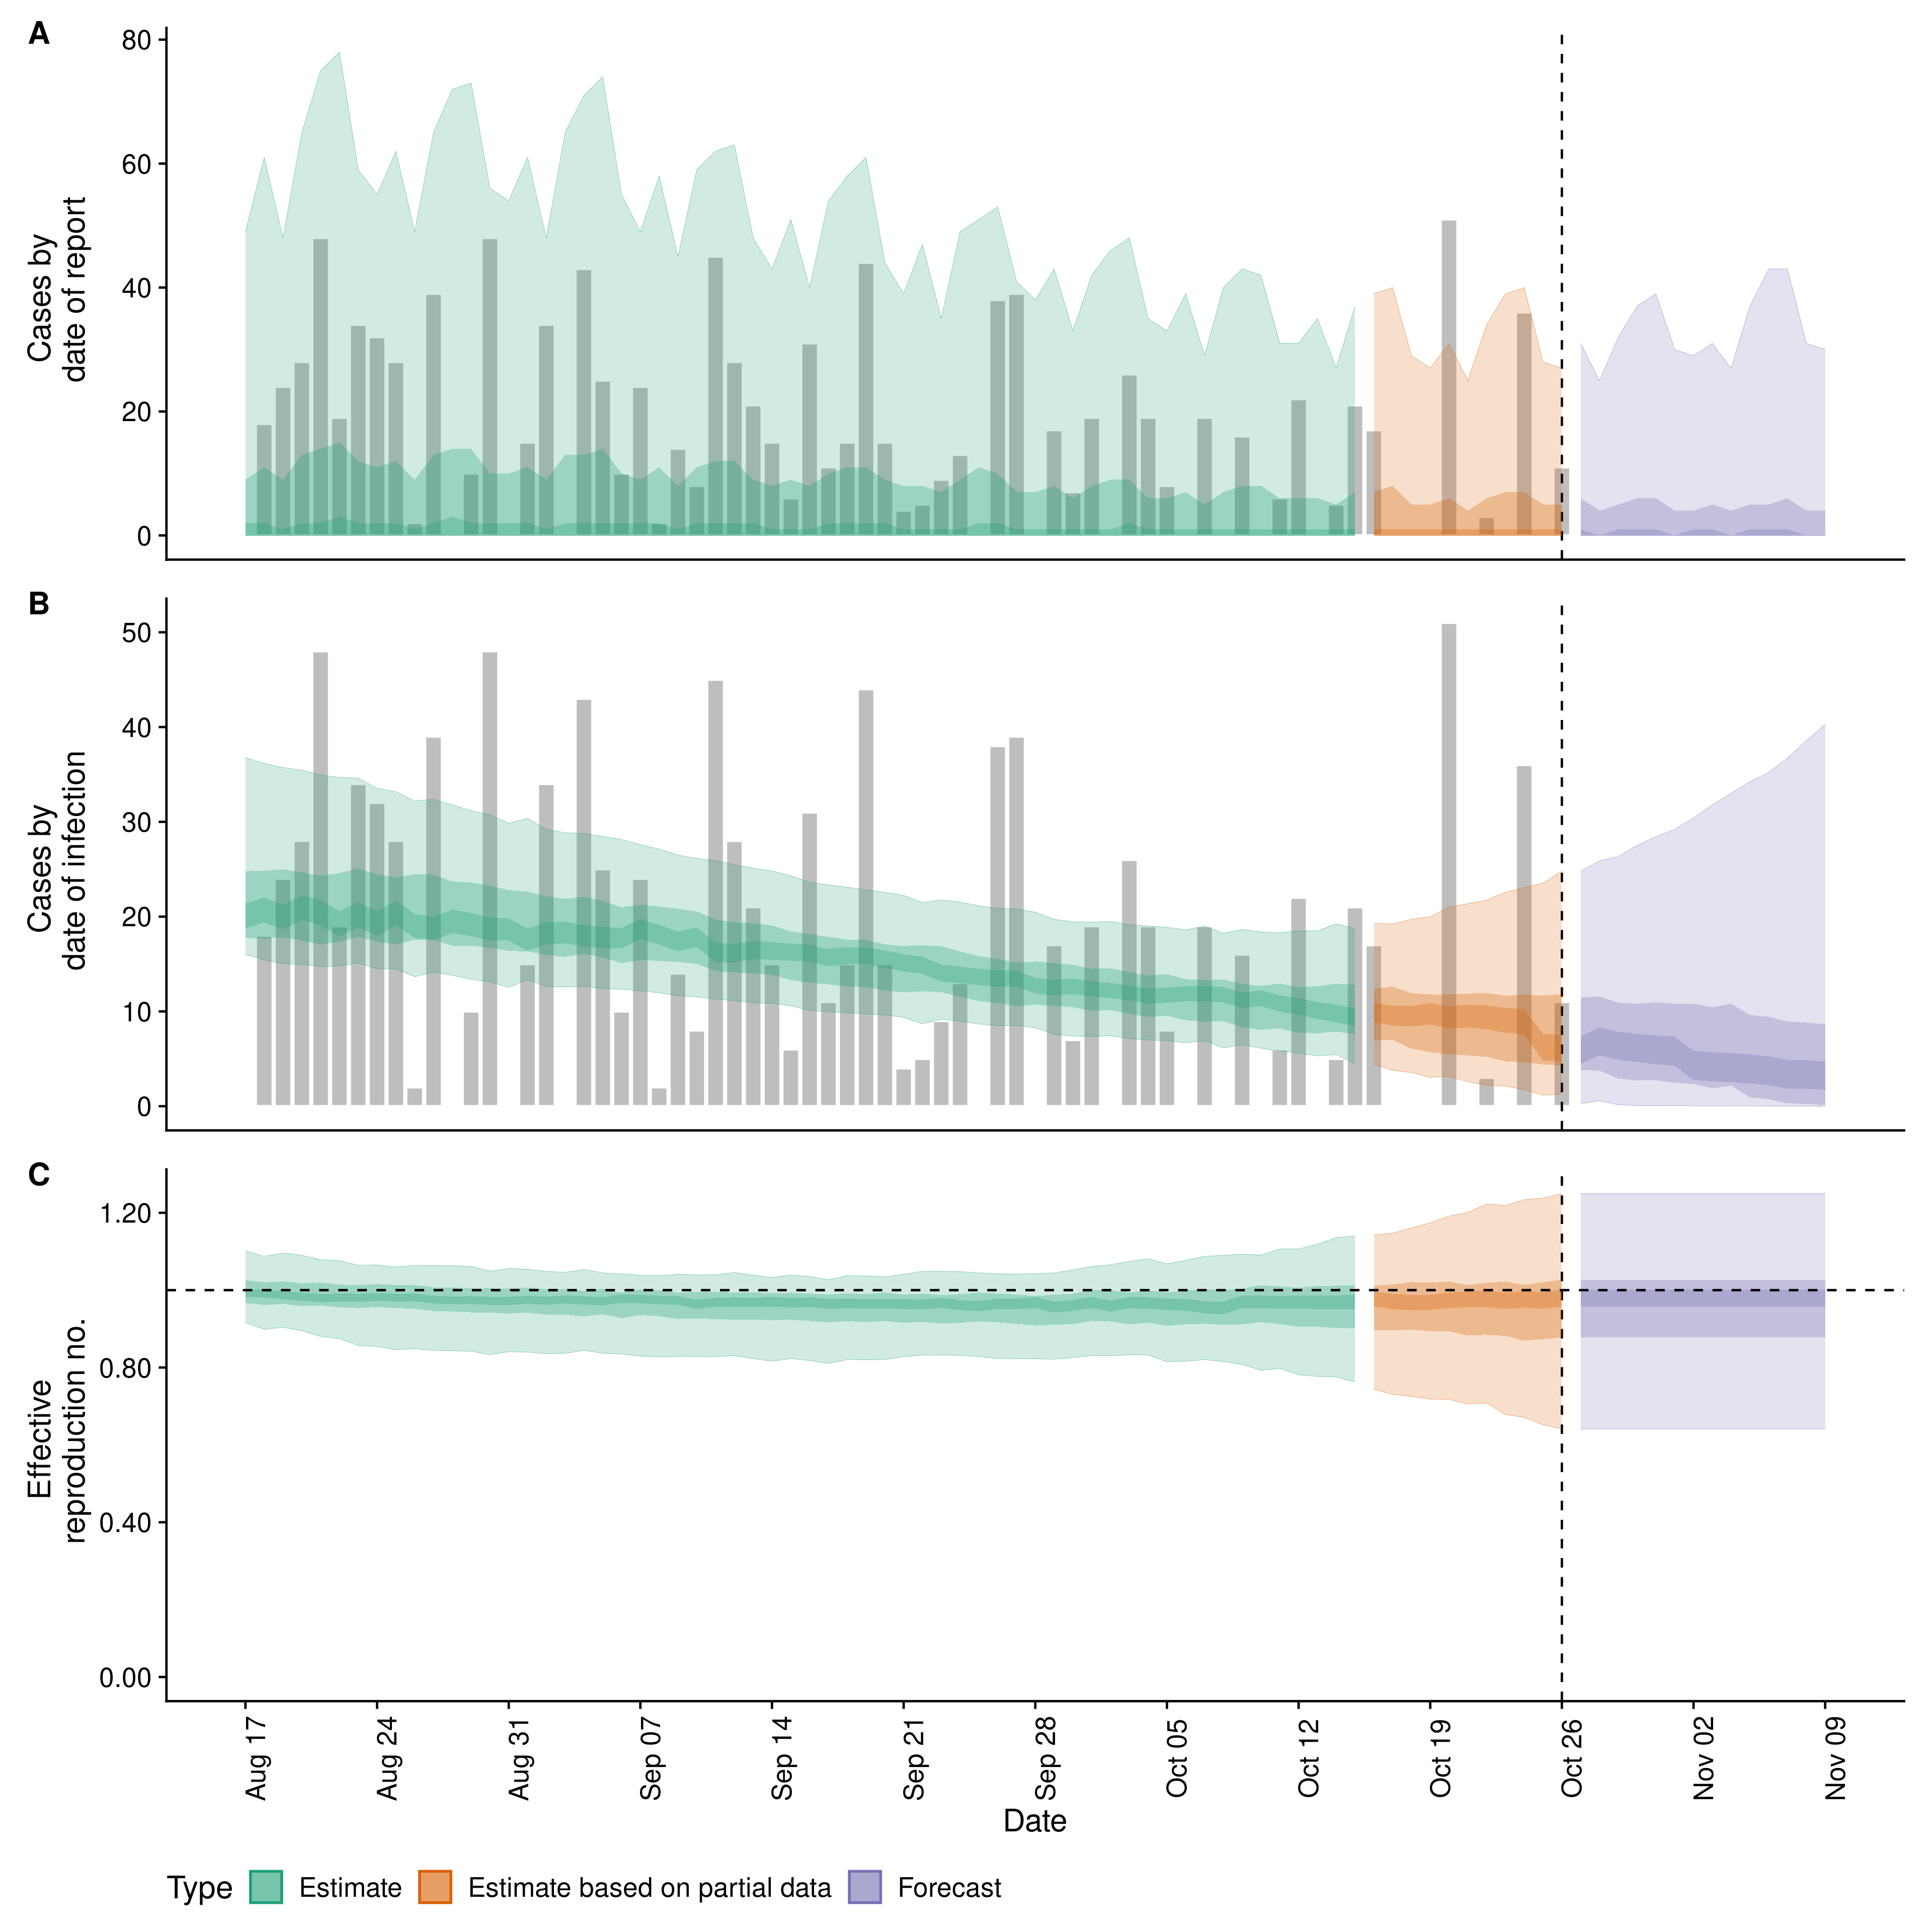 A
80
60
40
20
0
Cases by
date of report
B
50
40
30
20
10
0
Cases by
date of infection
C
1.20
0.80
0.40
0.00
Effective
reproduction no.
Aug 17
Aug 24
Aug 31
Sep 07
Sep 14
Sep 21
Sep 28
Oct 05
Oct 12
Oct 19
Oct 26
Nov 02
Nov 09
Date
Type Estimate Estimate based on partial data Forecast